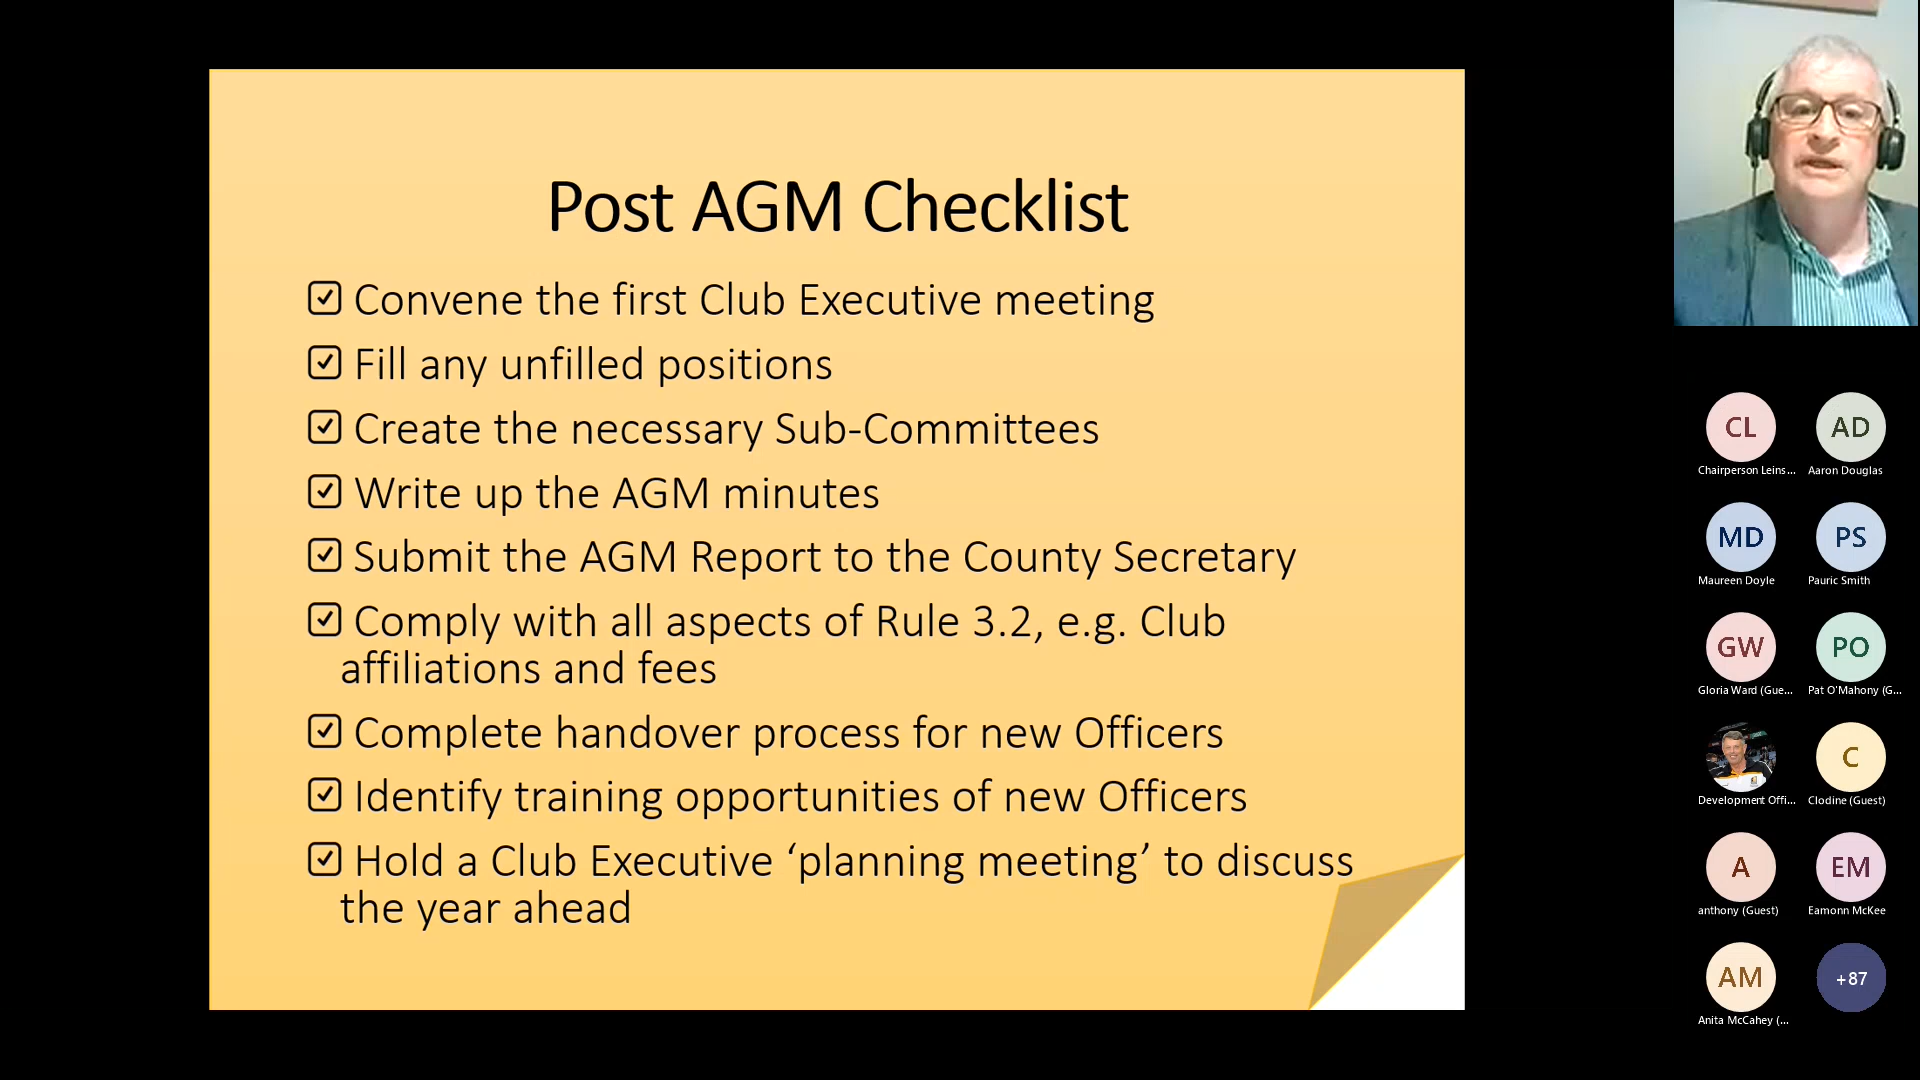 Post AGM Checklist
Convene the first Club Executive meeting
Fill any unfilled positions
Create the necessary Sub-Committees
Write up the AGM minutes
Submit the AGM Report to the County Secretary
Comply with all aspects of Rule 3.2, e.g. Club
affiliations and fees
Complete handover process for new Officers
Identify training opportunities of new Officers
Hold a Club Executive ‘planning meeting’ to discuss
the year ahead
CL
AD
Chairperson Leins...
Aaron Douglas
MD
PS
Maureen Doyle
Pauric Smith
GW
PO
Gloria Ward (Gue...
Pat O'Mahony (G...
C
Development Offi...
Clodine (Guest)
A
EM
anthony (Guest)
Eamonn McKee
AM
+87
Anita McCahey (...